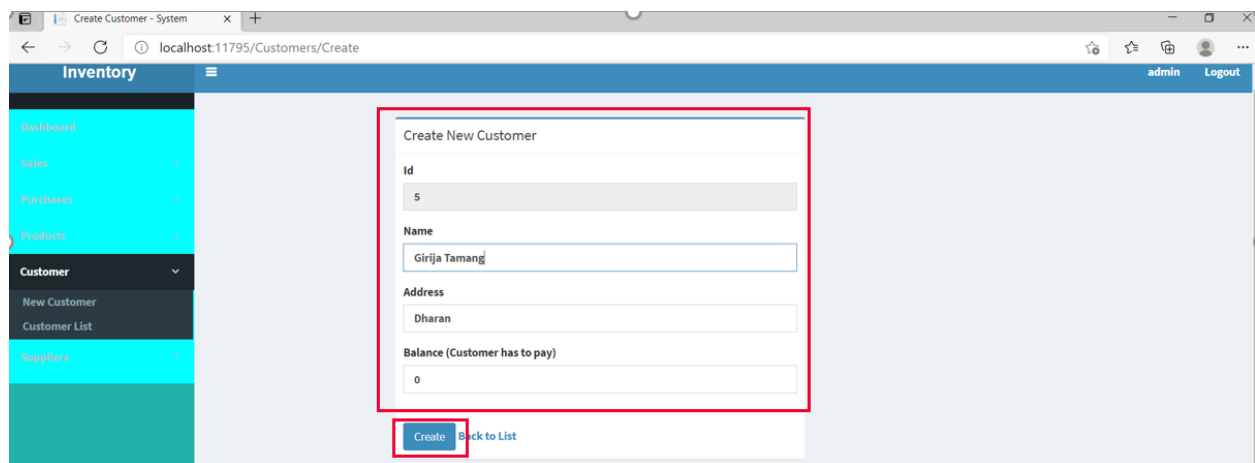 Create Customer - System
localhost:11795/Customers/Create
Inventory
admin Logout
Dashboard
Sales
Purchases
Products
Customer
New Customer
Customer List
Suppliers
Create New Customer
Id
5
Name
Girija Tamang
Address
Dharan
Balance (Customer has to pay)
0
Create Back to List